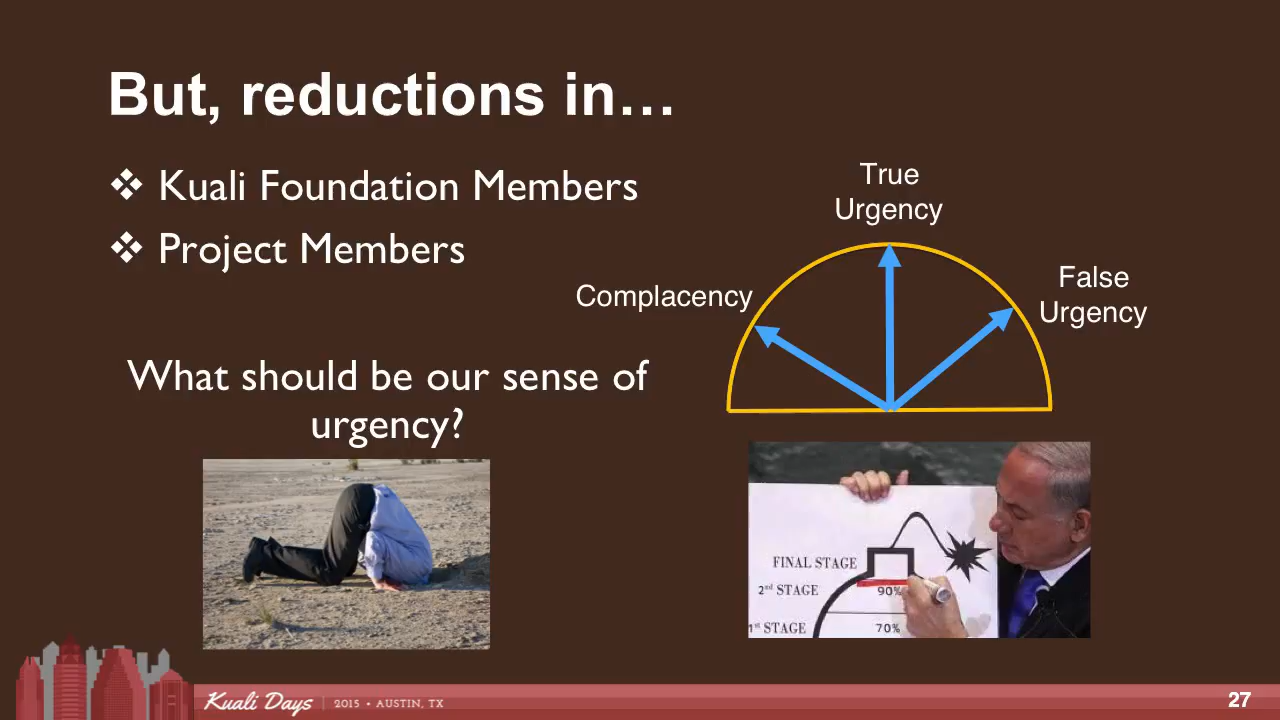 But, reductions in…
❖ Kuali Foundation Members
❖ Project Members
What should be our sense of
urgency?
True
Urgency
Complacency
False
Urgency
FINAL STAGE
2nd STAGE
90%
1st STAGE
70%
Kuali Days | 2015 • AUSTIN, TX
27